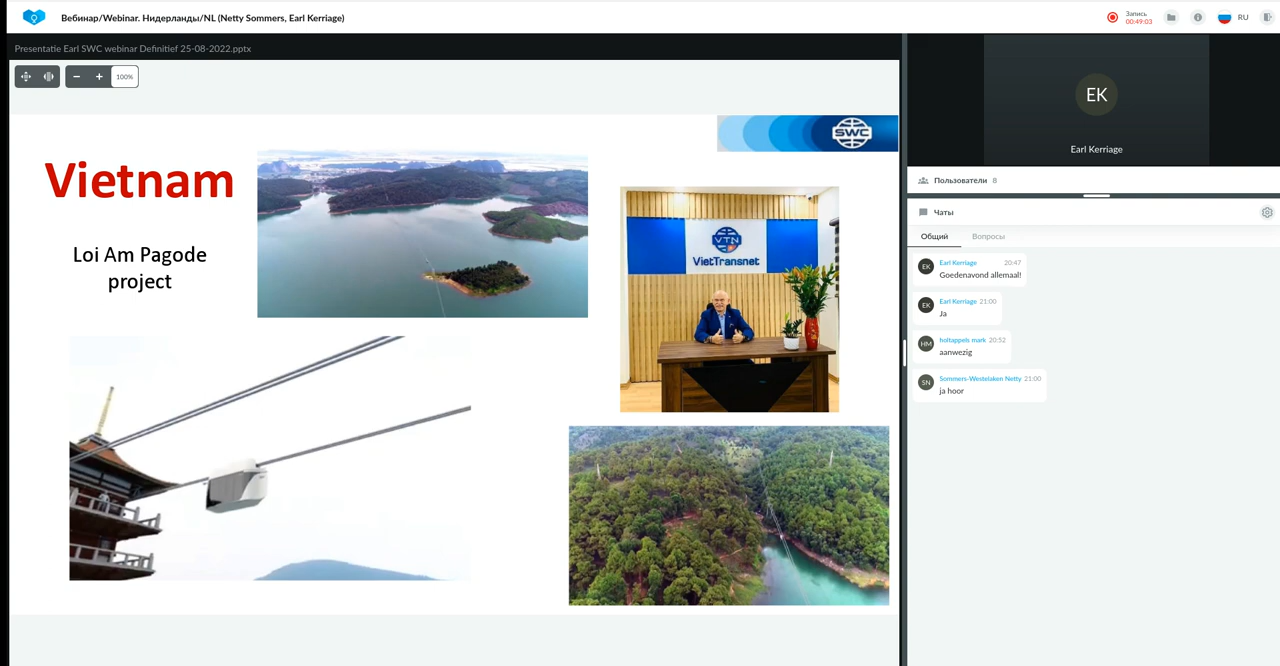 Вебинар/Webinar. Нидерланды/NL (Netty Sommers, Earl Kerriage)
Запись
00:49:03
RU
Presentatie Earl SWC webinar Definitief 25-08-2022.pptx
100%
SWC
Vietnam
Loi Am Pagode
project
VTN
VietTransnet
EK
Earl Kerriage
Пользователи 8
Чаты
Общий Вопросы
EK Earl Kerriage 20:47
Goedenavond allemaal!
EK Earl Kerriage 21:00
Ja
HM holtappels mark 20:52
aanwezig
SN Sommers-Westelaken Netty 21:00
ja hoor